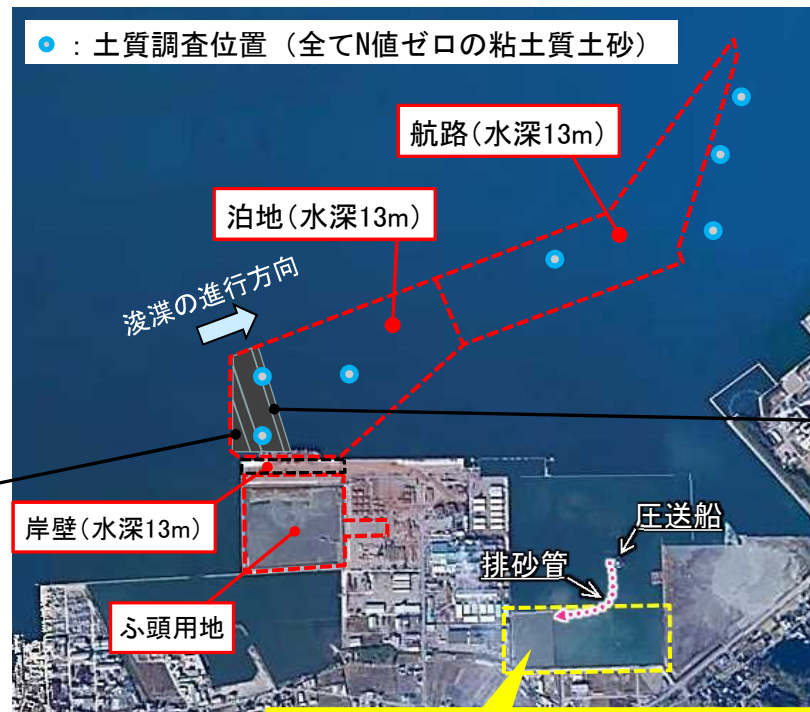 ：土質調査位置（全てN値ゼロの粘土質土砂）
航路（水深13m）
泊地（水深13m）
浚渫の進行方向
岸壁（水深13m）
圧送船
排砂管
ふ頭用地